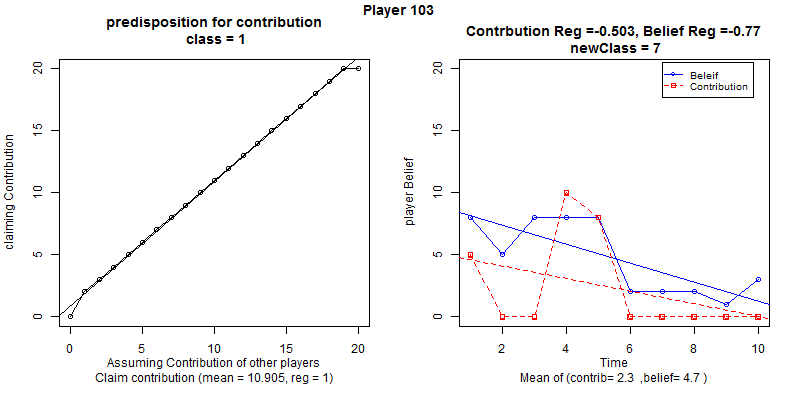 Player 103
predisposition for contribution
class = 1
claiming Contribution
20
15
10
5
0
0 5 10 15 20
Assuming Contribution of other players
Claim contribution (mean = 10.905, reg = 1)
Contrbution Reg =-0.503, Belief Reg =-0.77
newClass = 7
Beleif
Contribution
player Belief
20
15
10
5
0
2 4 6 8 10
Time
Mean of (contrib= 2.3 ,belief= 4.7 )